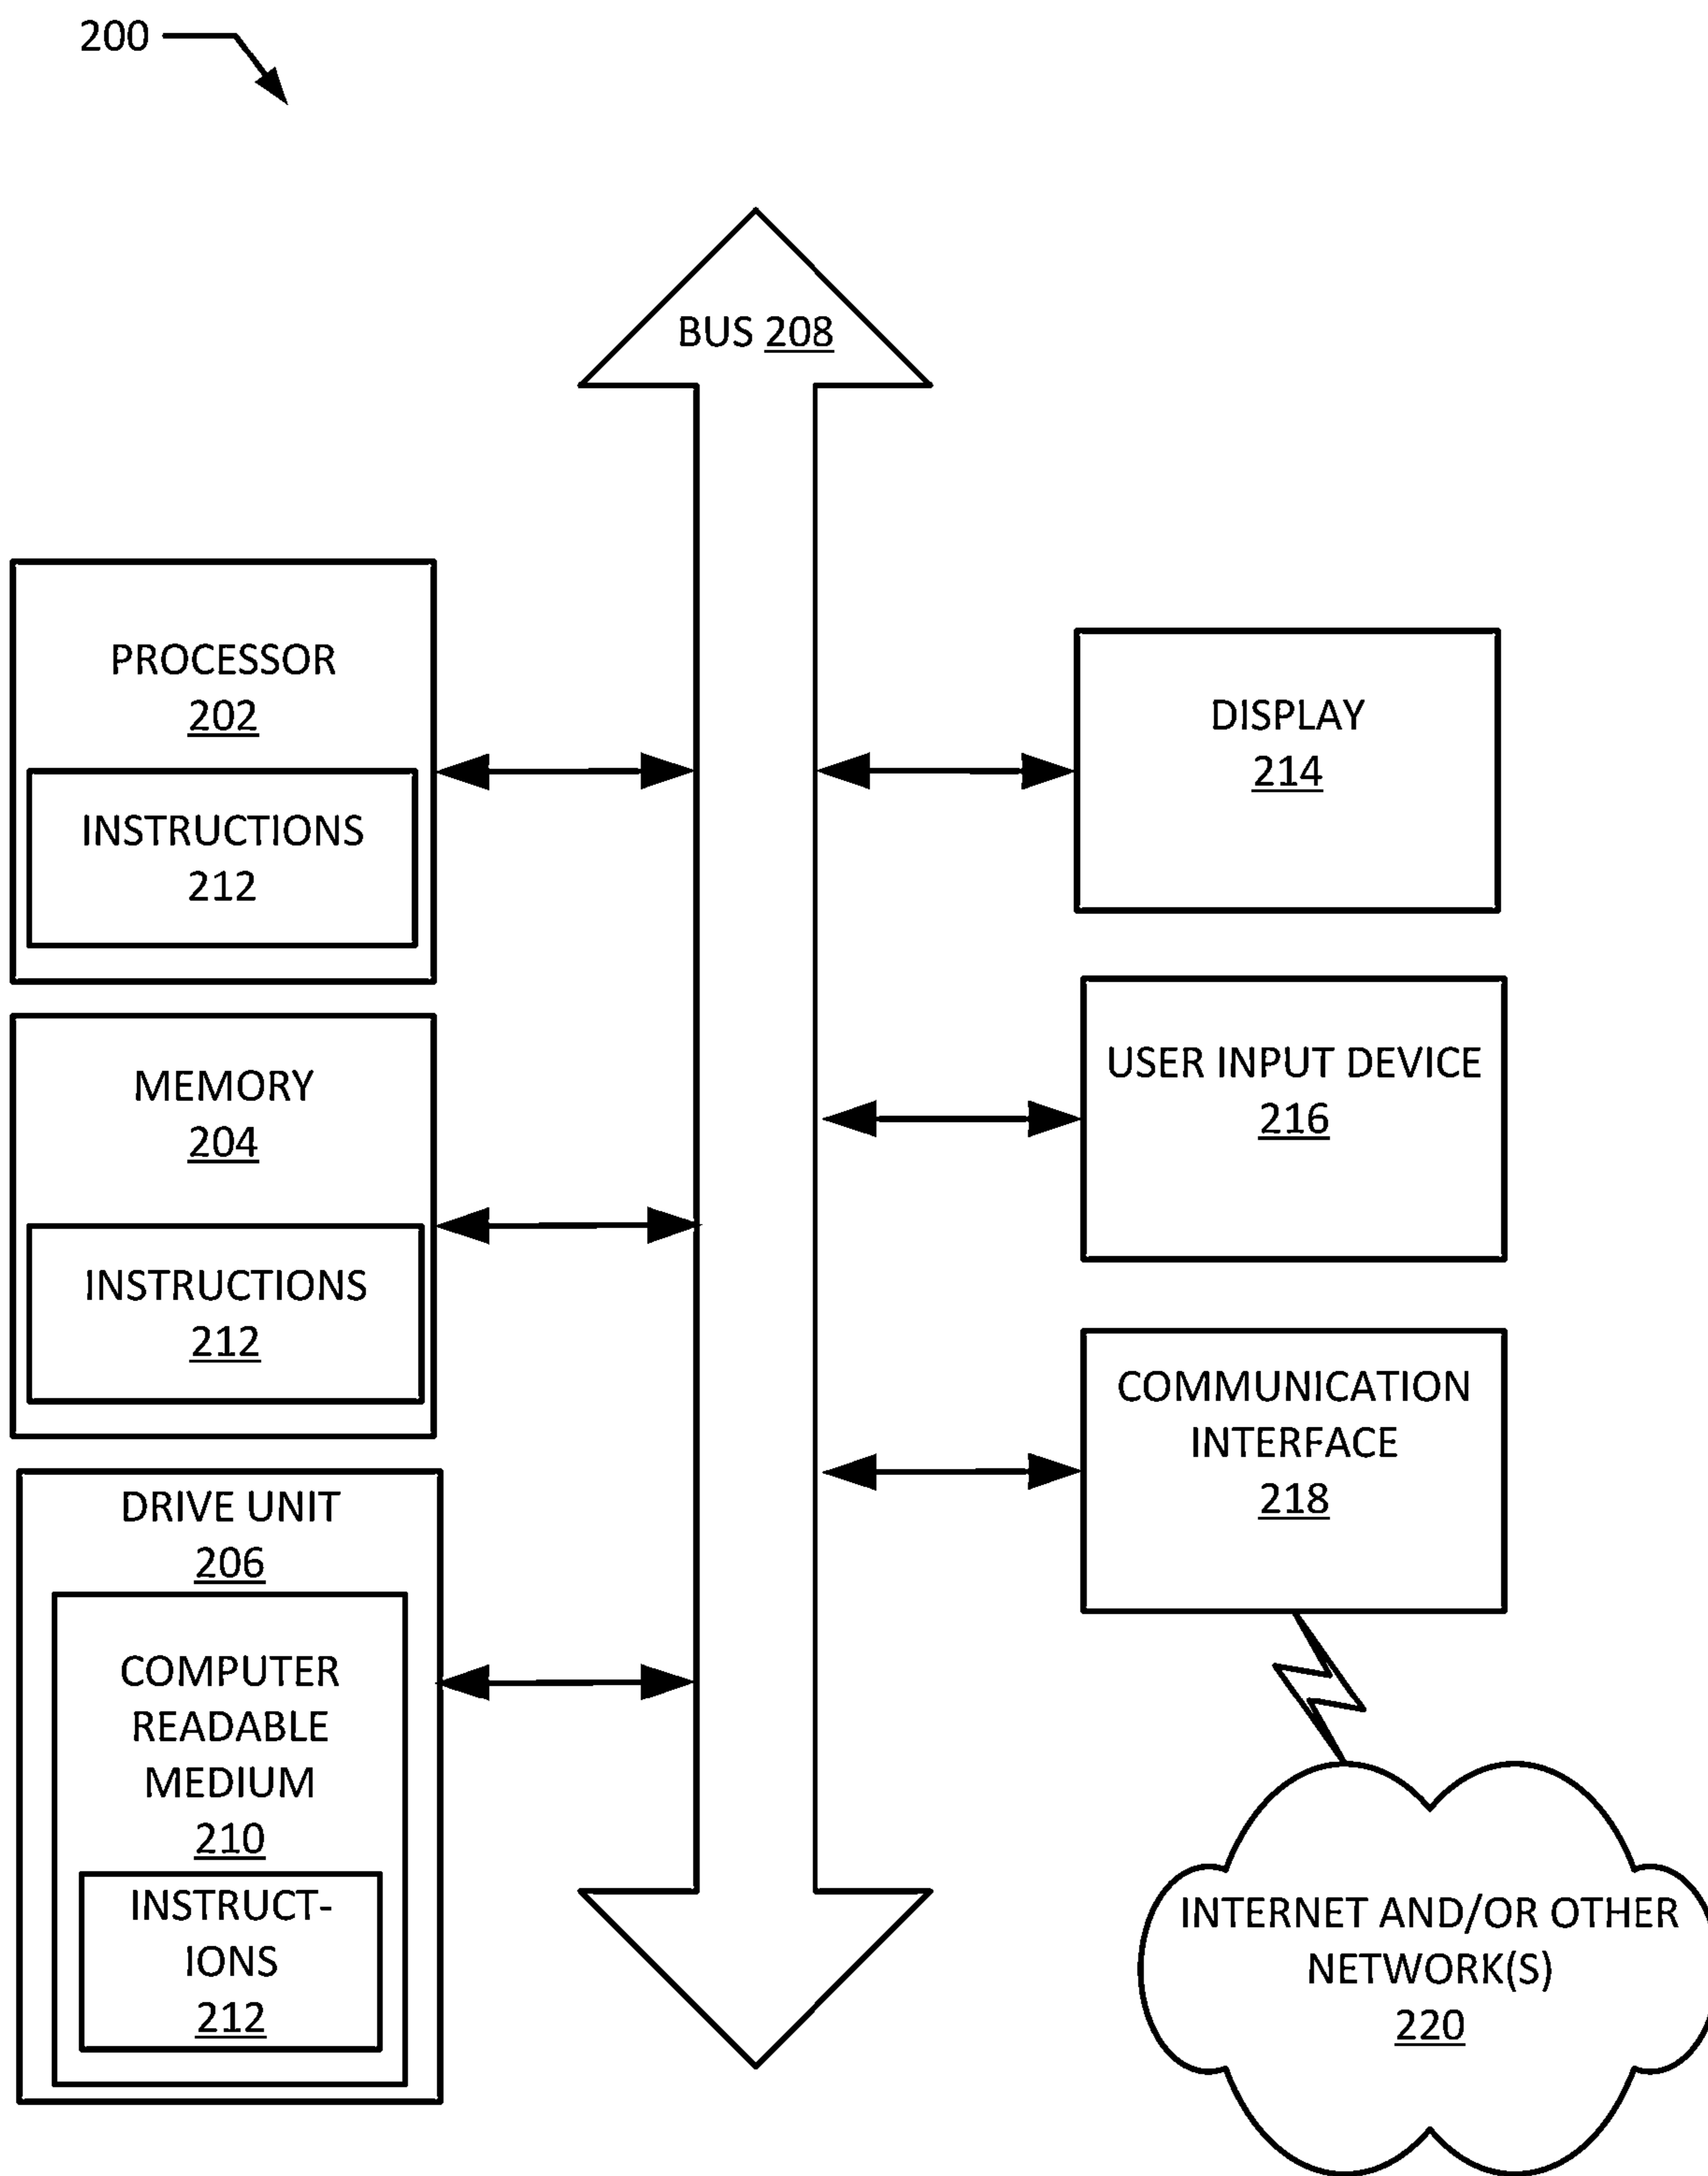 200
BUS 208
PROCESSOR
202
INSTRUCTIONS
212
MEMORY
204
INSTRUCTIONS
212
DRIVE UNIT
206
COMPUTER
READABLE
MEDIUM
210
INSTRUCT-
IONS
212
DISPLAY
214
USER INPUT DEVICE
216
COMMUNICATION
INTERFACE
218
INTERNET AND/OR OTHER
NETWORK(S)
220